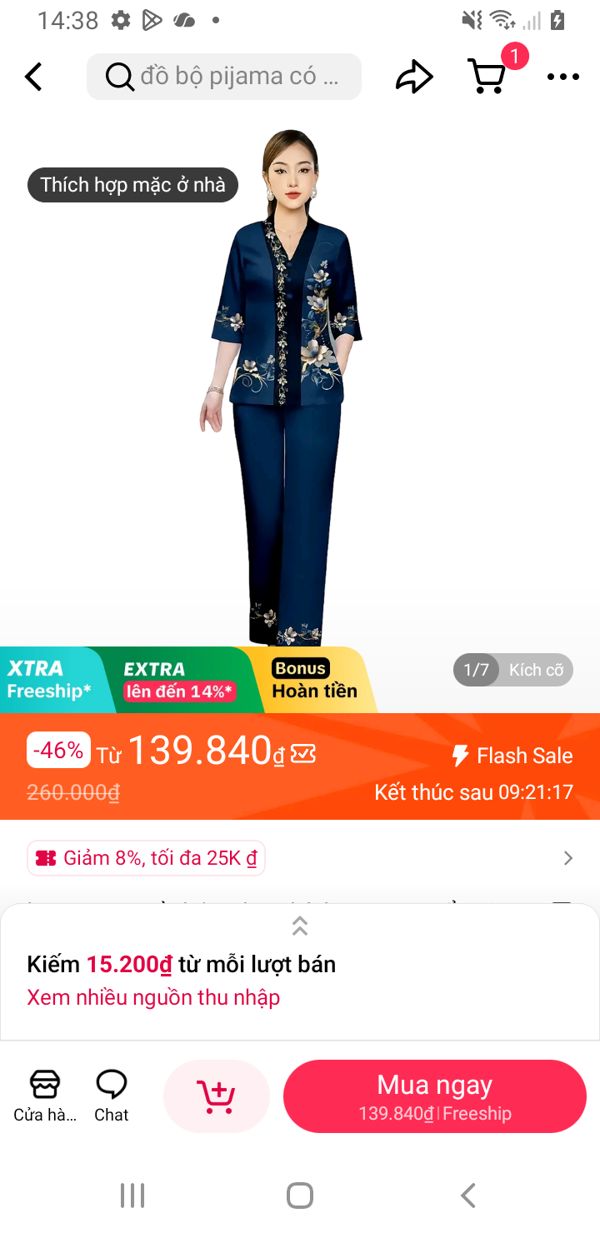 14:38
1
đồ bộ pijama có ...
Thích hợp mặc ở nhà
XTRA
Freeship*
EXTRA
lên đến 14%*
Bonus
Hoàn tiền
1/7 Kích cỡ
-46% Từ 139.840₫
Flash Sale
260.000₫
Kết thúc sau 09:21:17
Giảm 8%, tối đa 25K ₫
Kiếm 15.200₫ từ mỗi lượt bán
Xem nhiều nguồn thu nhập
Cửa hà...
Chat
Mua ngay
139.840₫|Freeship